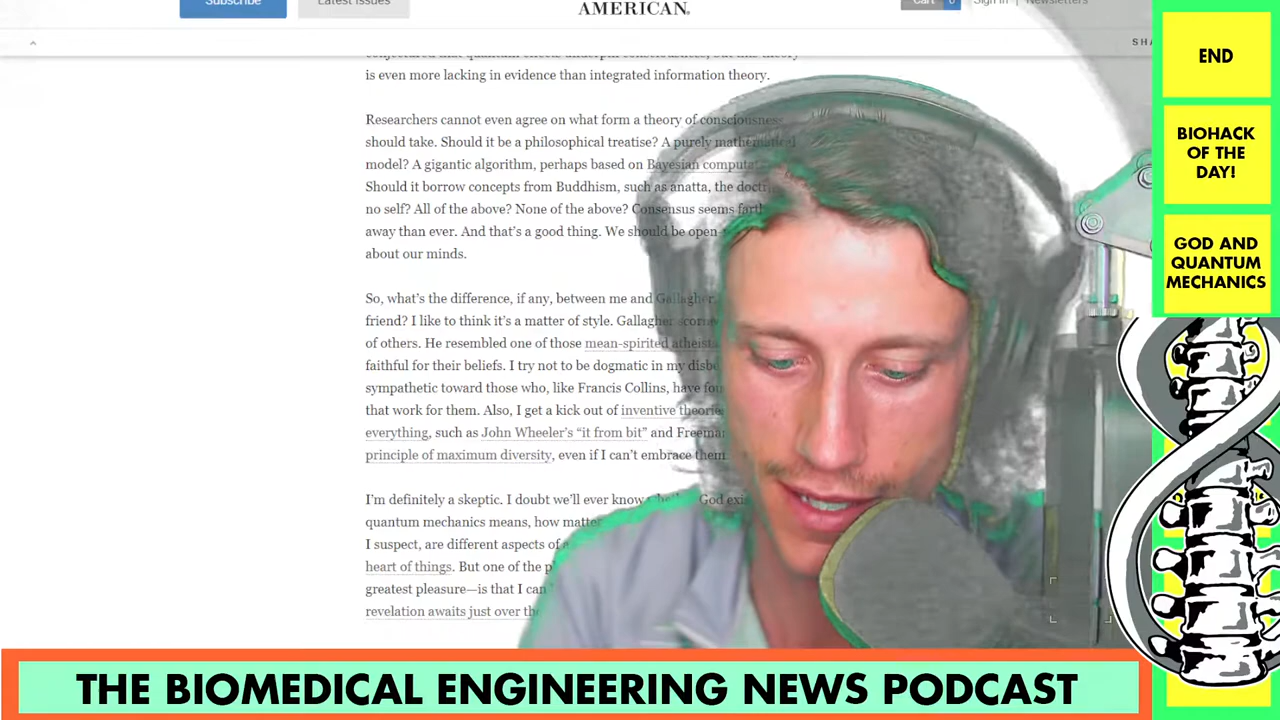 Subscribe
Latest Issues
AMERICAN®
Cart 0
Sign In | Newsletters
SHA
is even more lacking in evidence than integrated information theory.
Researchers cannot even agree on what form a theory of consciousness
should take. Should it be a philosophical treatise? A purely mathematical
model? A gigantic algorithm, perhaps based on Bayesian computat
Should it borrow concepts from Buddhism, such as anatta, the doctri
no self? All of the above? None of the above? Consensus seems farth
away than ever. And that's a good thing. We should be open-
about our minds.
So, what's the difference, if any, between me and Gallagher,
friend? I like to think it's a matter of style. Gallagher scorn
of others. He resembled one of those mean-spirited atheists
faithful for their beliefs. I try not to be dogmatic in my disbe
sympathetic toward those who, like Francis Collins, have fou
that work for them. Also, I get a kick out of inventive theories
everything, such as John Wheeler's "it from bit" and Freeman
principle of maximum diversity, even if I can't embrace them.
I'm definitely a skeptic. I doubt we'll ever know God exi
quantum mechanics means, how matter
I suspect, are different aspects of
heart of things. But one of the p
greatest pleasure—is that I can
revelation awaits just over the
END
BIOHACK
OF THE
DAY!
GOD AND
QUANTUM
MECHANICS
THE BIOMEDICAL ENGINEERING NEWS PODCAST